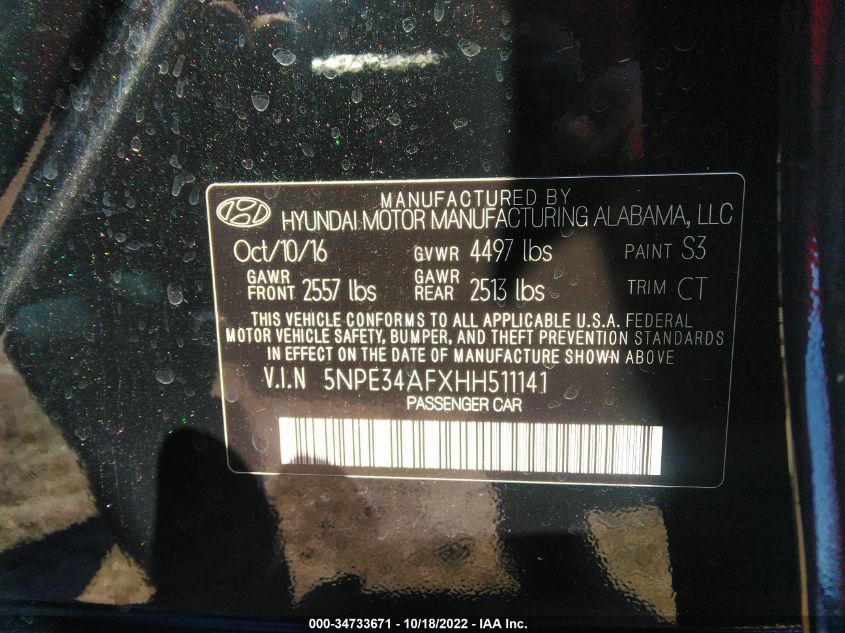 MANUFACTURED BY
HYUNDAI MOTOR MANUFACTURING ALABAMA, LLC
Oct/10/16 GVWR 4497 lbs PAINT S3
GAWR FRONT 2557 lbs GAWR REAR 2513 lbs TRIM CT
THIS VEHICLE CONFORMS TO ALL APPLICABLE U.S.A. FEDERAL
MOTOR VEHICLE SAFETY, BUMPER, AND THEFT PREVENTION STANDARDS
IN EFFECT ON THE DATE OF MANUFACTURE SHOWN ABOVE
V.I.N 5NPE34AFXHH511141
PASSENGER CAR
000-34733671 - 10/18/2022 - IAA Inc.